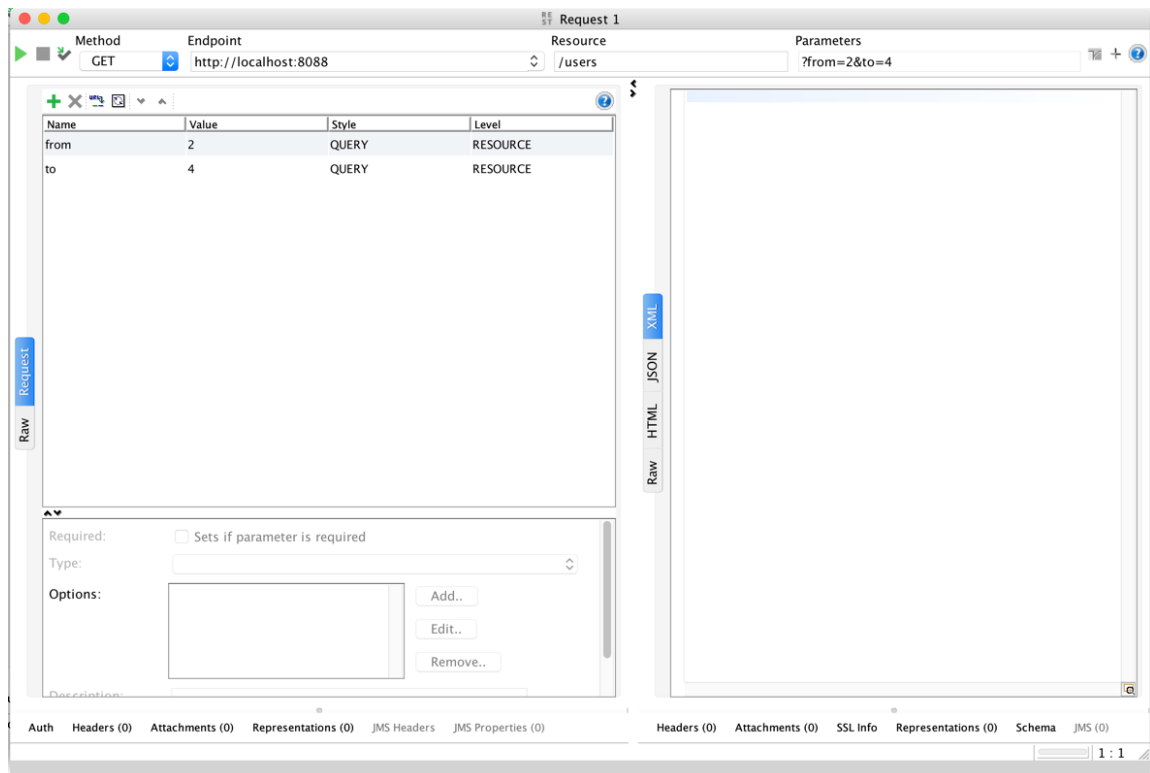 REST Request 1
Method Endpoint Resource Parameters
GET http://localhost:8088 /users ?from=2&to=4
Name Value Style Level
from 2 QUERY RESOURCE
to 4 QUERY RESOURCE
Request
Raw
XML
JSON
HTML
Raw
Required: Sets if parameter is required
Type:
Options:
Add..
Edit..
Remove..
Description:
Auth Headers (0) Attachments (0) Representations (0) JMS Headers JMS Properties (0)
Headers (0) Attachments (0) SSL Info Representations (0) Schema JMS (0)
1 : 1